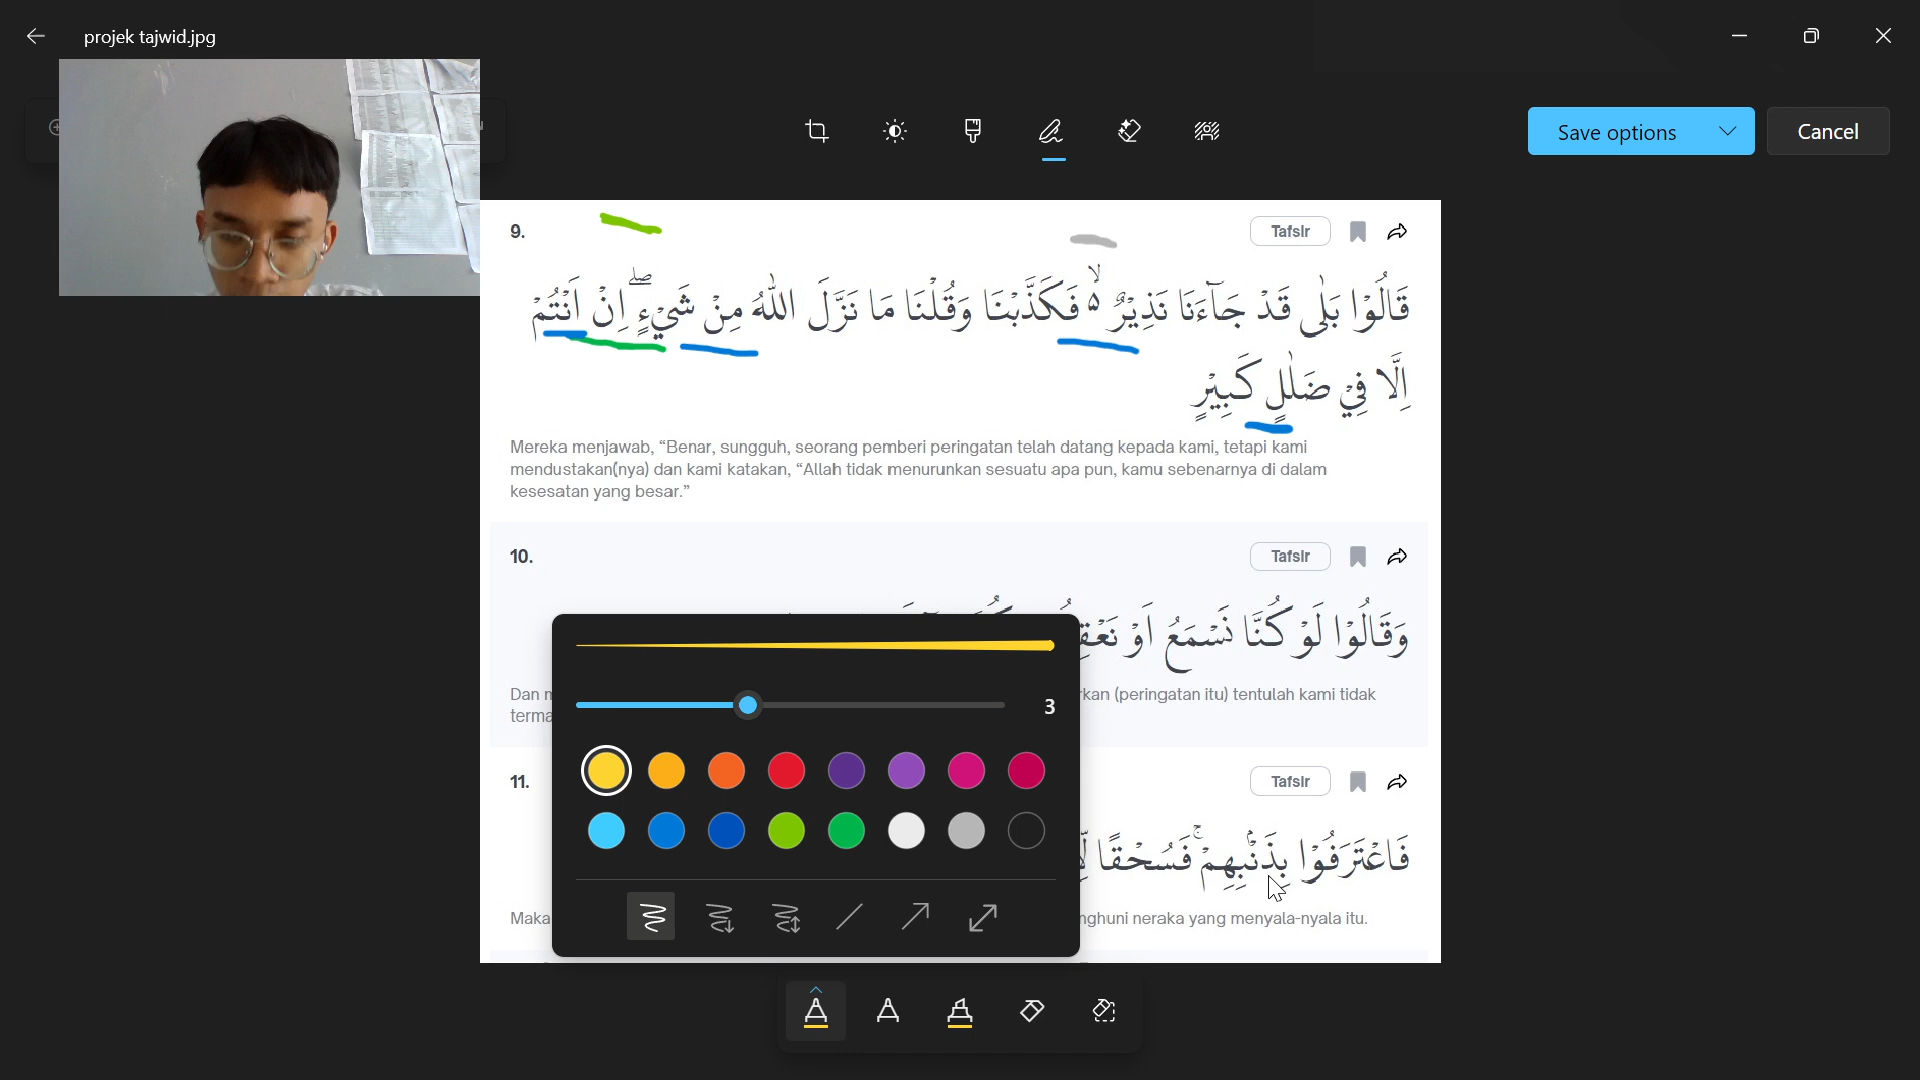 projek tajwid.jpg
Save options
Cancel
9.
Tafsir
قَالُوْا بَلٰى قَدْ جَاۤءَنَا نَذِيْرٌ ەۙ فَكَذَّبْنَا وَقُلْنَا مَا نَزَّلَ اللّٰهُ مِنْ شَيْءٍۖ اِنْ اَنْتُمْ
اِلَّا فِيْ ضَلٰلٍ كَبِيْرٍ
Mereka menjawab, “Benar, sungguh, seorang pemberi peringatan telah datang kepada kami, tetapi kami
mendustakan(nya) dan kami katakan, “Allah tidak menurunkan sesuatu apa pun, kamu sebenarnya di dalam
kesesatan yang besar.”
10.
Tafsir
وَقَالُوْا لَوْ كُنَّا نَسْمَعُ اَوْ
Dan
(peringatan itu) tentulah kami tidak
3
11.
Tafsir
فَاعْتَرَفُوْا بِذَنْۢبِهِمْۚ فَسُحْقًا
Maka
neraka yang menyala-nyala itu.